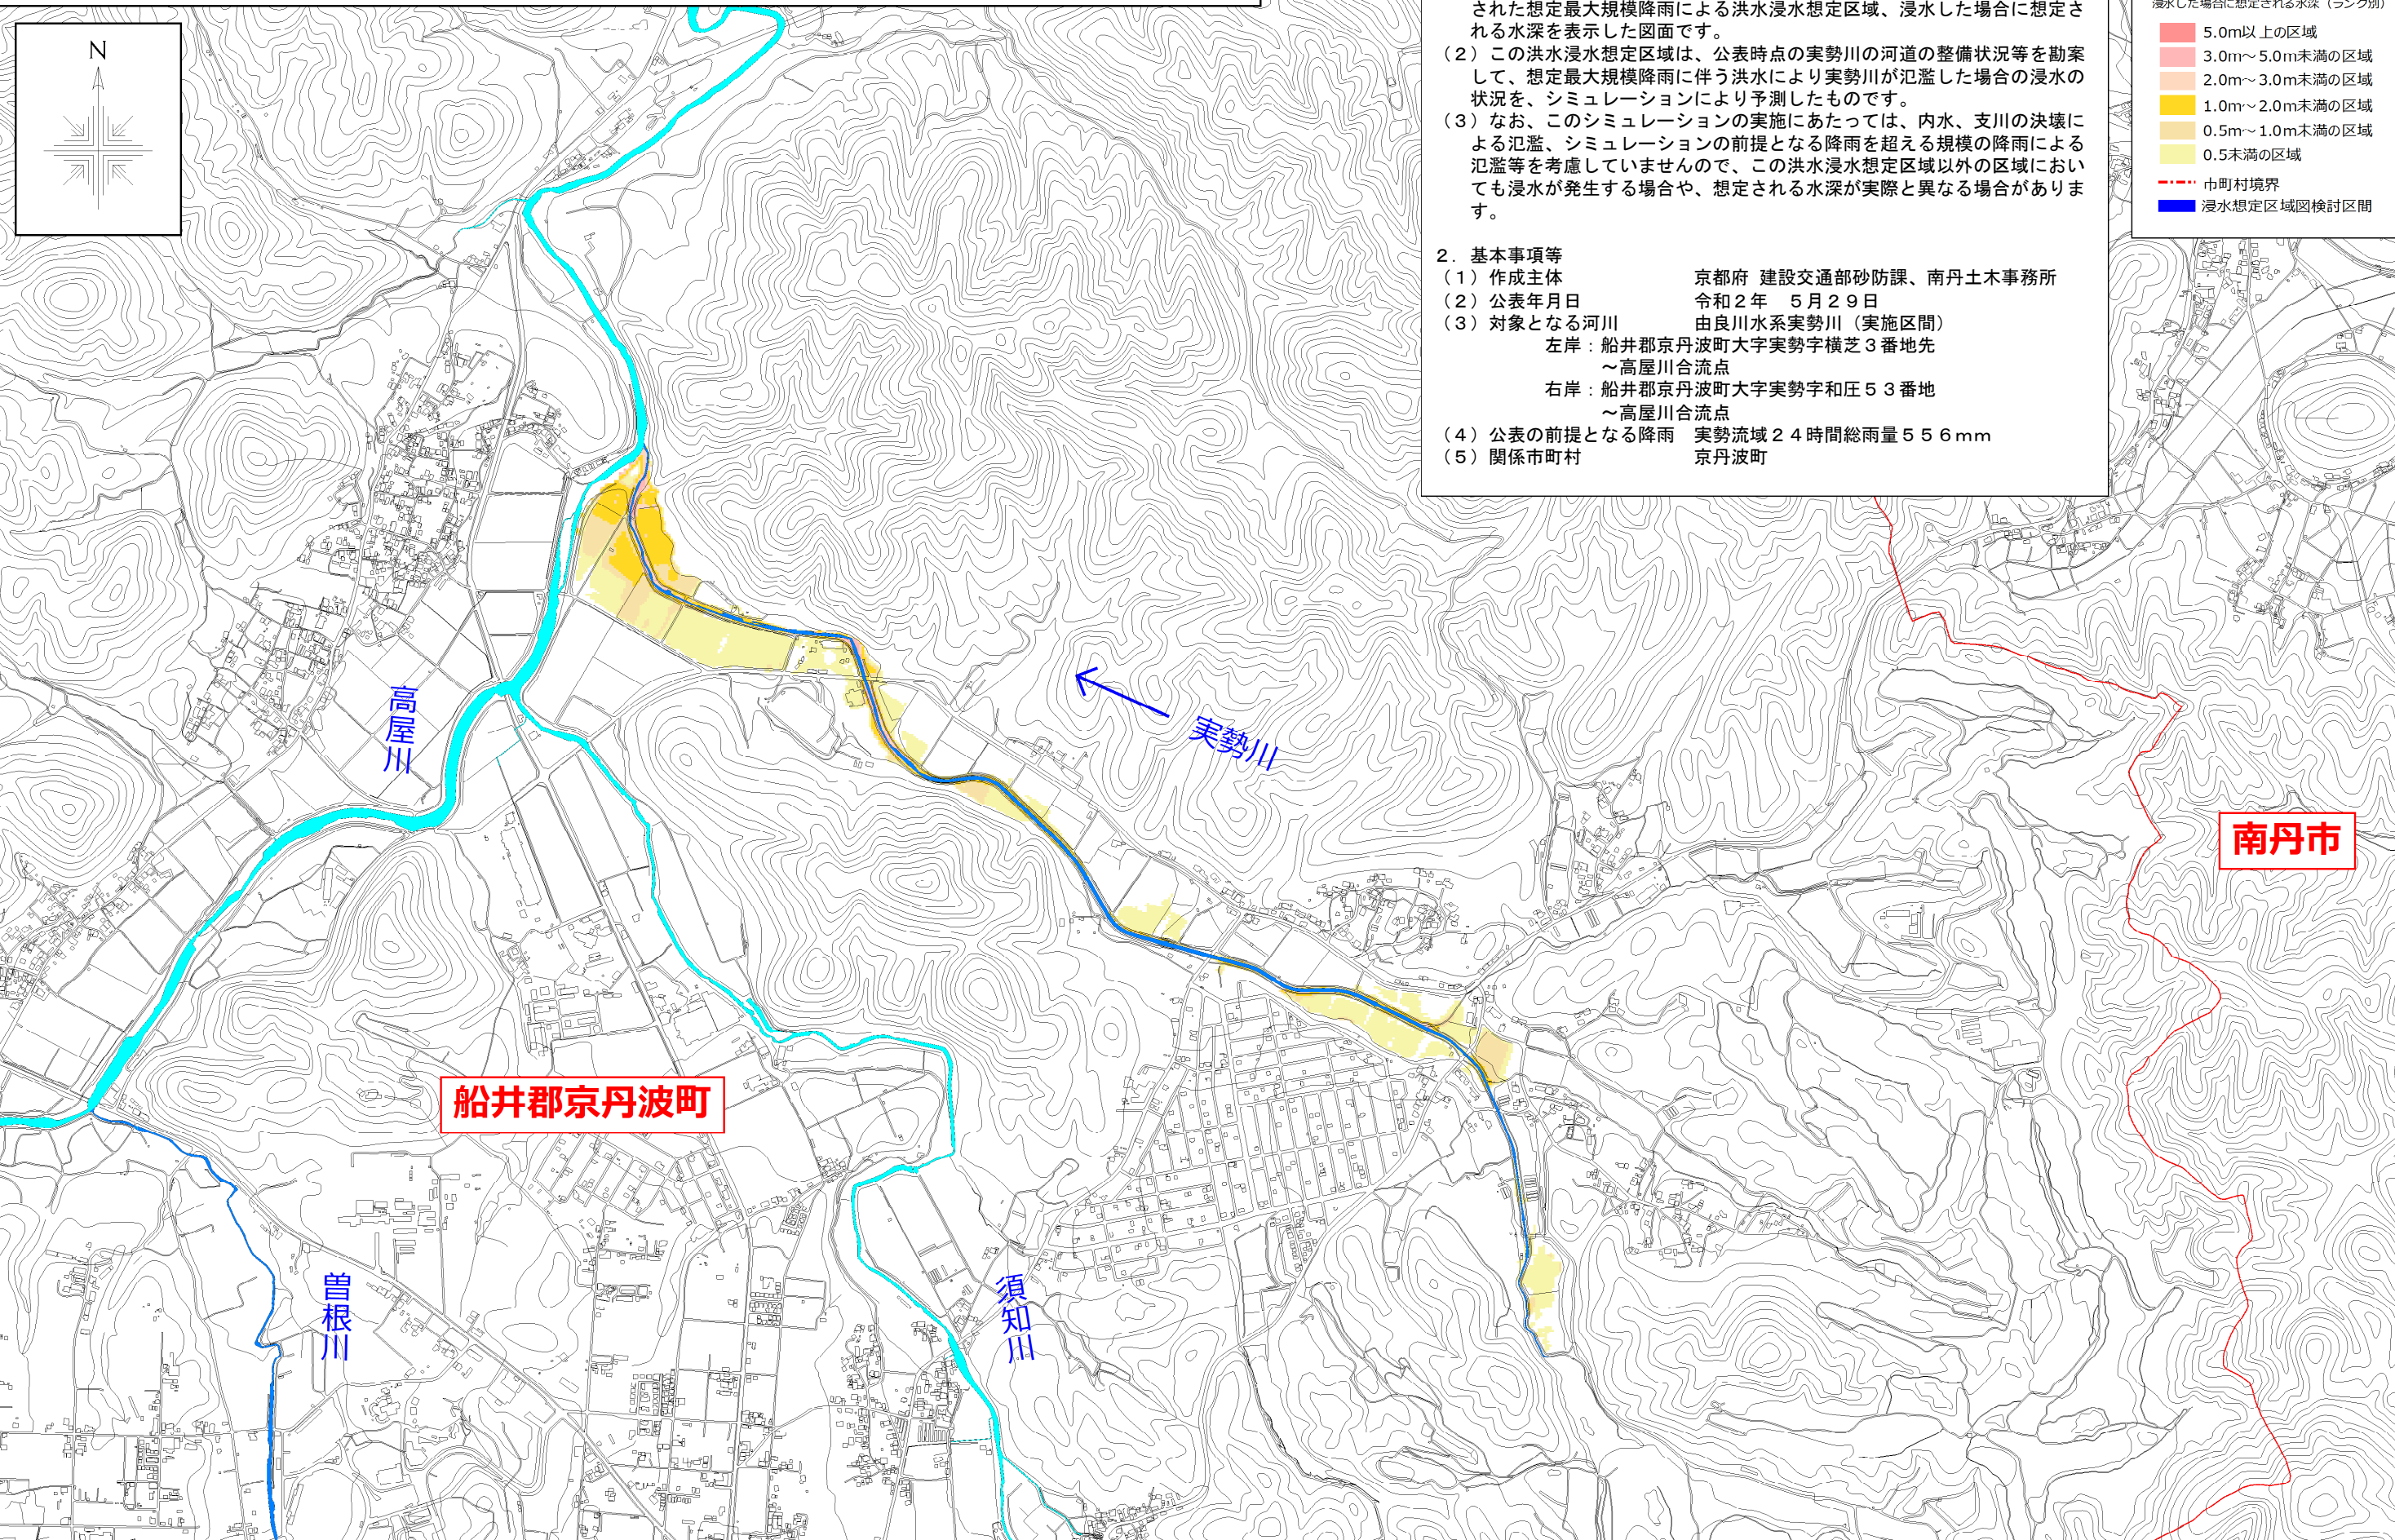 N
された想定最大規模降雨による洪水浸水想定区域、浸水した場合に想定さ
れる水深を表示した図面です。
（２）この洪水浸水想定区域は、公表時点の実勢川の河道の整備状況等を勘案
して、想定最大規模降雨に伴う洪水により実勢川が氾濫した場合の浸水の
状況を、シミュレーションにより予測したものです。
（３）なお、このシミュレーションの実施にあたっては、内水、支川の決壊に
よる氾濫、シミュレーションの前提となる降雨を超える規模の降雨による
氾濫等を考慮していませんので、この洪水浸水想定区域以外の区域におい
ても浸水が発生する場合や、想定される水深が実際と異なる場合がありま
す。
２．基本事項等
（１）作成主体　京都府 建設交通部砂防課、南丹土木事務所
（２）公表年月日　令和２年　５月２９日
（３）対象となる河川　由良川水系実勢川（実施区間）
左岸：船井郡京丹波町大字実勢字横芝３番地先
～高屋川合流点
右岸：船井郡京丹波町大字実勢字和圧５３番地
～高屋川合流点
（４）公表の前提となる降雨　実勢流域２４時間総雨量５５６mm
（５）関係市町村　京丹波町
浸水した場合に想定される水深（ランク別）
5.0m以上の区域
3.0m～5.0m未満の区域
2.0m～3.0m未満の区域
1.0m～2.0m未満の区域
0.5m～1.0m未満の区域
0.5未満の区域
市町村境界
浸水想定区域図検討区間
高屋川
実勢川
南丹市
船井郡京丹波町
曽根川
須知川